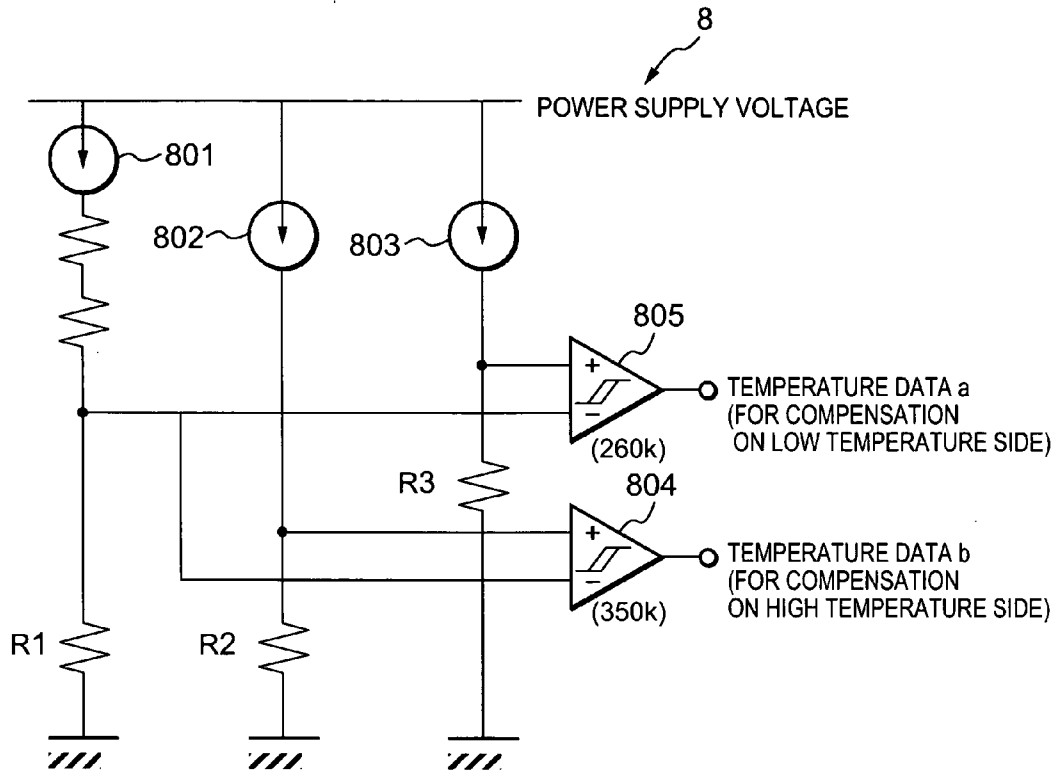 8
POWER SUPPLY VOLTAGE
801
802
803
805
+
−
(260k)
TEMPERATURE DATA a
(FOR COMPENSATION
ON LOW TEMPERATURE SIDE)
R3
804
+
−
(350k)
TEMPERATURE DATA b
(FOR COMPENSATION
ON HIGH TEMPERATURE SIDE)
R1
R2